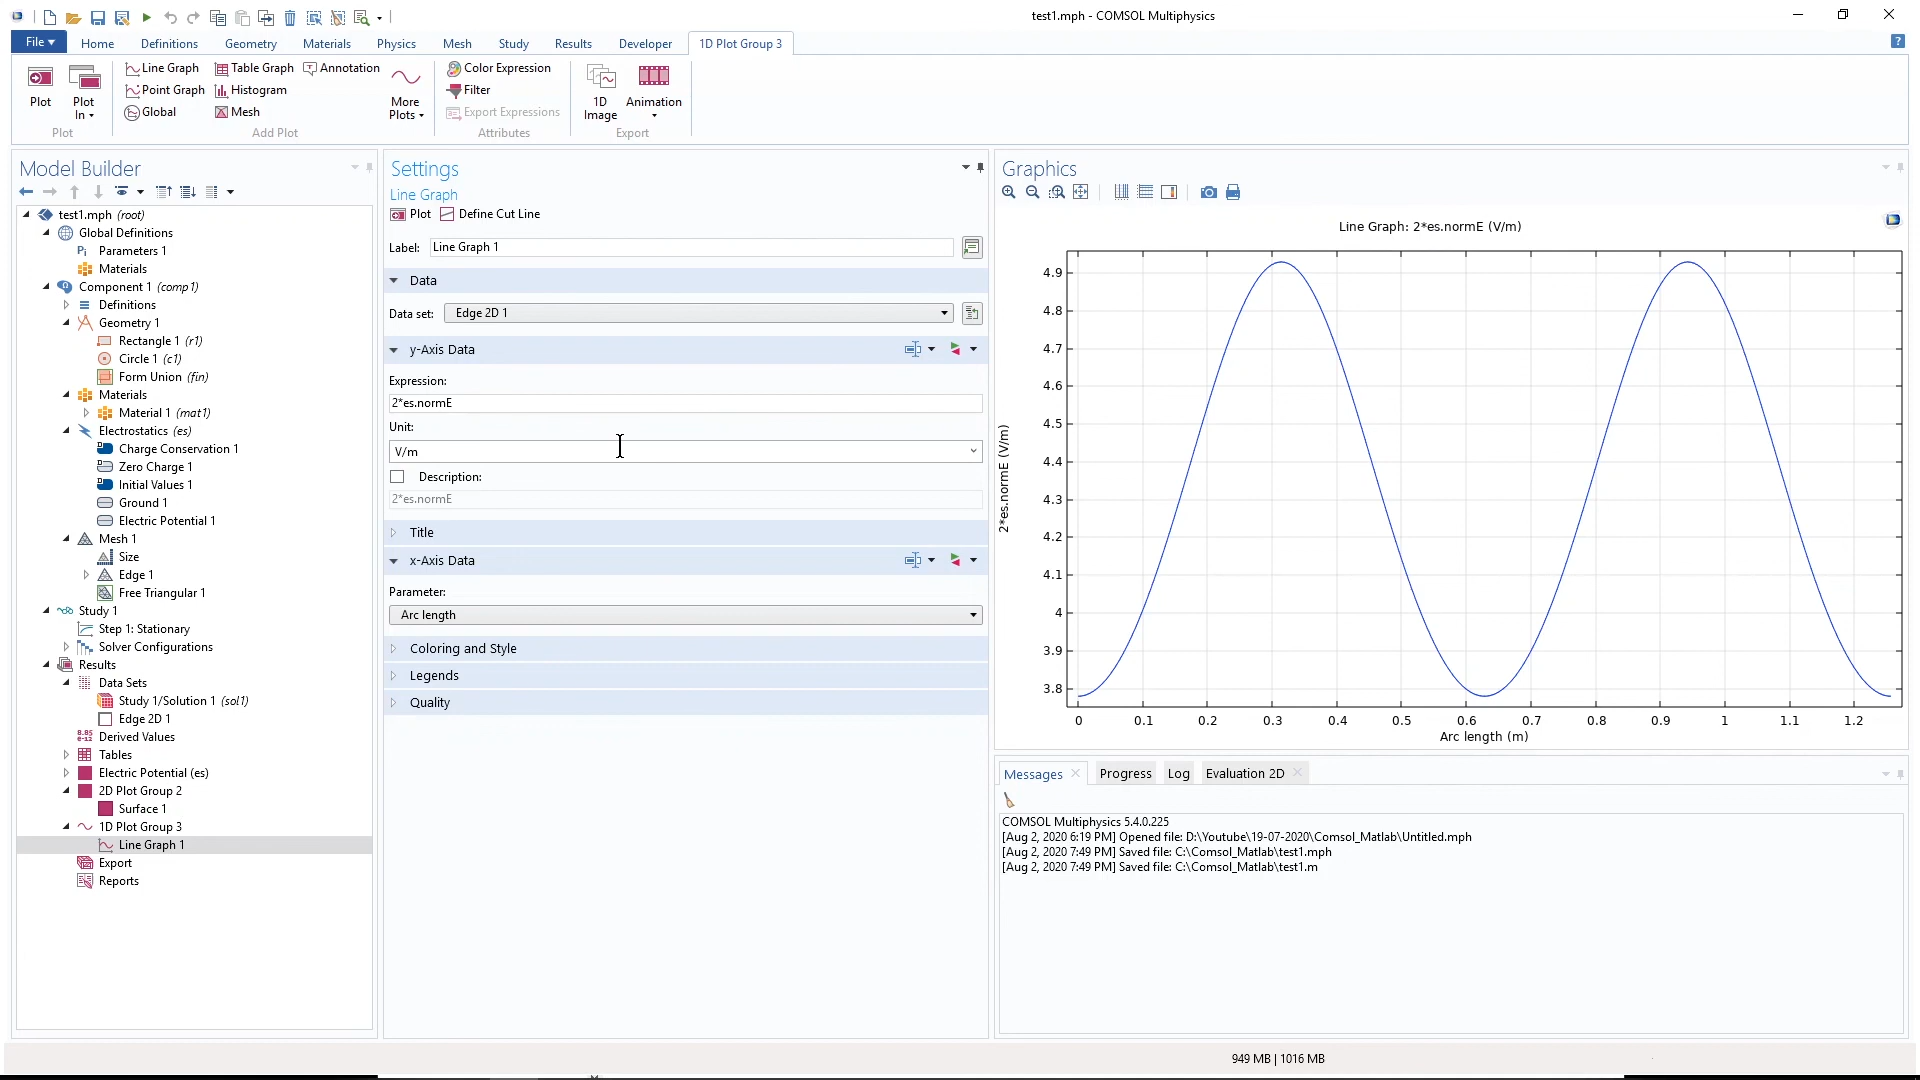 test1.mph - COMSOL Multiphysics
File Home Definitions Geometry Materials Physics Mesh Study Results Developer 1D Plot Group 3
Plot
Plot In
Plot
Line Graph Table Graph Annotation
Point Graph Histogram
Global Mesh
More Plots
Add Plot
Color Expression
Filter
Export Expressions
Attributes
1D Image
Animation
Export
Model Builder
test1.mph (root)
Global Definitions
Pi Parameters 1
Materials
Component 1 (comp1)
Definitions
Geometry 1
Rectangle 1 (r1)
Circle 1 (c1)
Form Union (fin)
Materials
Material 1 (mat1)
Electrostatics (es)
Charge Conservation 1
Zero Charge 1
Initial Values 1
Ground 1
Electric Potential 1
Mesh 1
Size
Edge 1
Free Triangular 1
Study 1
Step 1: Stationary
Solver Configurations
Results
Data Sets
Study 1/Solution 1 (sol1)
Edge 2D 1
8.85 e-12 Derived Values
Tables
Electric Potential (es)
2D Plot Group 2
Surface 1
1D Plot Group 3
Line Graph 1
Export
Reports
Settings
Line Graph
Plot Define Cut Line
Label: Line Graph 1
Data
Data set: Edge 2D 1
y-Axis Data
Expression:
2*es.normE
Unit:
V/m
Description:
2*es.normE
Title
x-Axis Data
Parameter:
Arc length
Coloring and Style
Legends
Quality
Graphics
Line Graph: 2*es.normE (V/m)
2*es.normE (V/m)
4.9
4.8
4.7
4.6
4.5
4.4
4.3
4.2
4.1
4
3.9
3.8
0 0.1 0.2 0.3 0.4 0.5 0.6 0.7 0.8 0.9 1 1.1 1.2
Arc length (m)
Messages Progress Log Evaluation 2D
COMSOL Multiphysics 5.4.0.225
[Aug 2, 2020 6:19 PM] Opened file: D:\Youtube\19-07-2020\Comsol_Matlab\Untitled.mph
[Aug 2, 2020 7:49 PM] Saved file: C:\Comsol_Matlab\test1.mph
[Aug 2, 2020 7:49 PM] Saved file: C:\Comsol_Matlab\test1.m
949 MB | 1016 MB